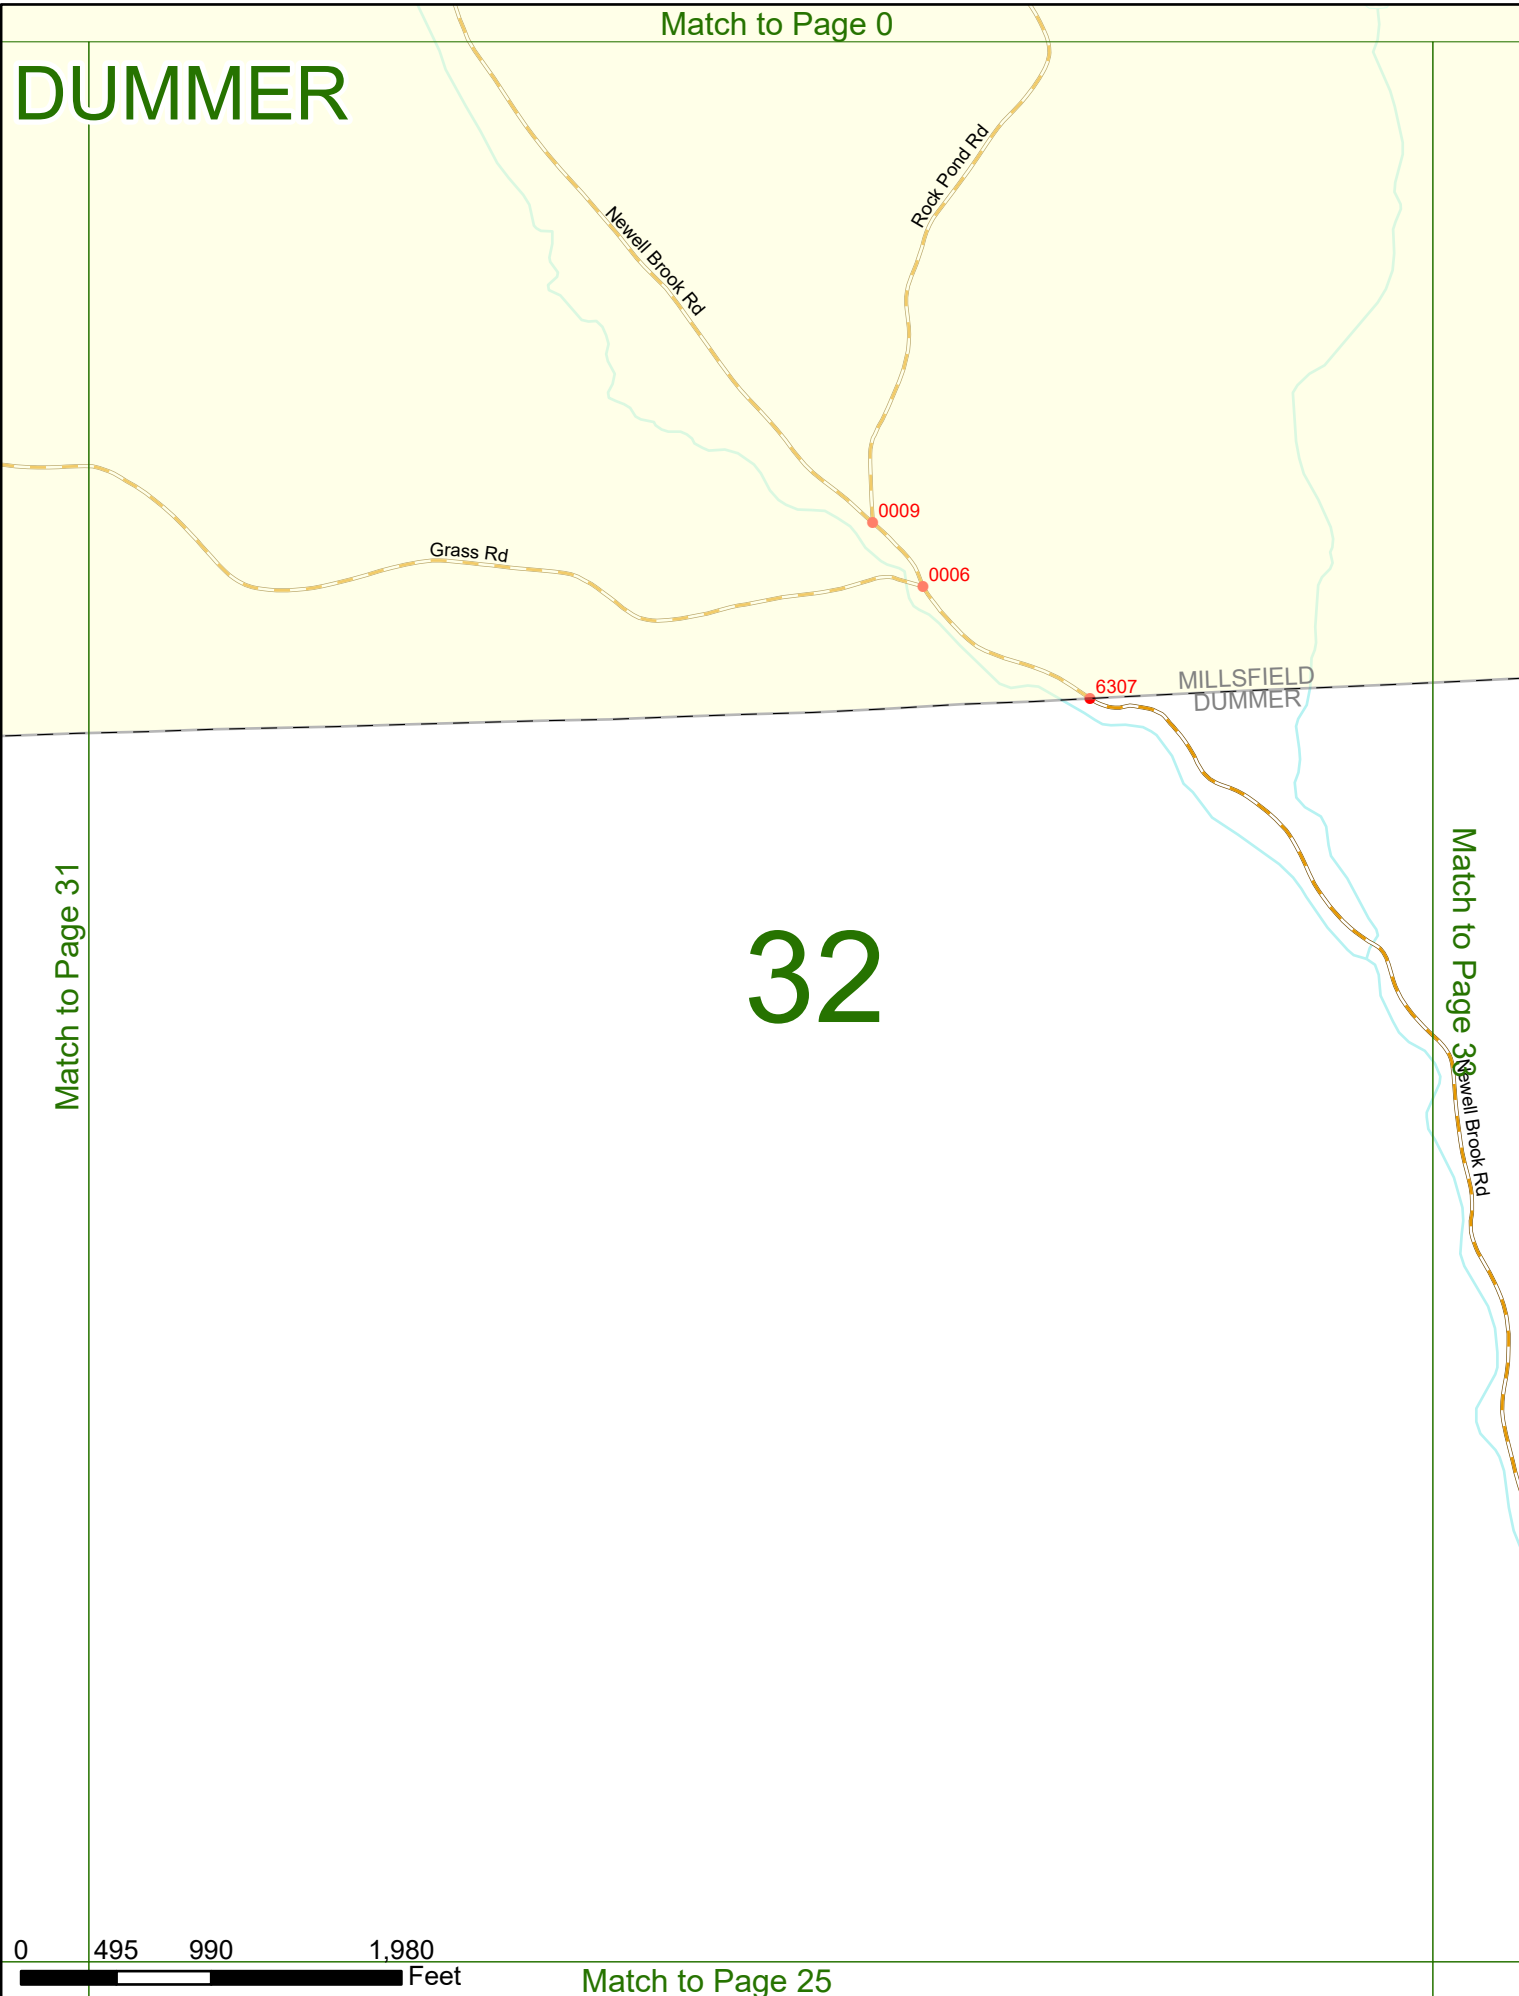 Match to Page 0
DUMMER
Rock Pond Rd
Newell Brook Rd
0009
Grass Rd
0006
6307
MILLSFIELD
DUMMER
Match to Page 31
32
Match to Page 33
Newell Brook Rd
0 495 990 1,980
Feet
Match to Page 25